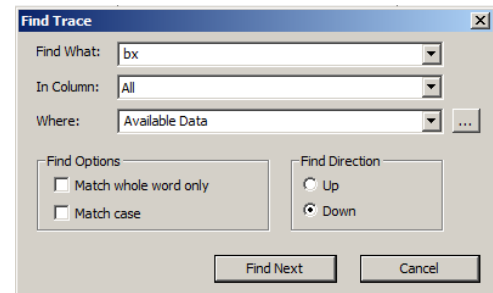 Find Trace
Find What: bx
In Column: All
Where: Available Data ...
Find Options Find Direction
Match whole word only Up
Match case Down
Find Next Cancel